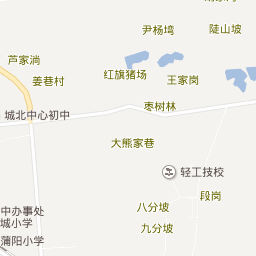 尹杨塆
陡山坡
芦家淌
红旗猪场
姜巷村
王家岗
枣树林
城北中心初中
大熊家巷
轻工技校
段岗
八分坡
中办事处
城小学
九分坡
蒲阳小学